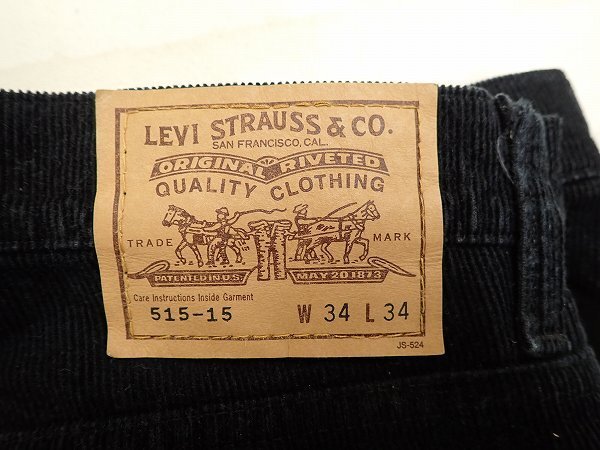 LEVI STRAUSS & CO.
SAN FRANCISCO, CAL.
ORIGINAL RIVETED
QUALITY CLOTHING
TRADE MARK
PATENTED IN U.S. MAY 20 1873
Care Instructions Inside Garment
515-15 W 34 L 34
JS-524